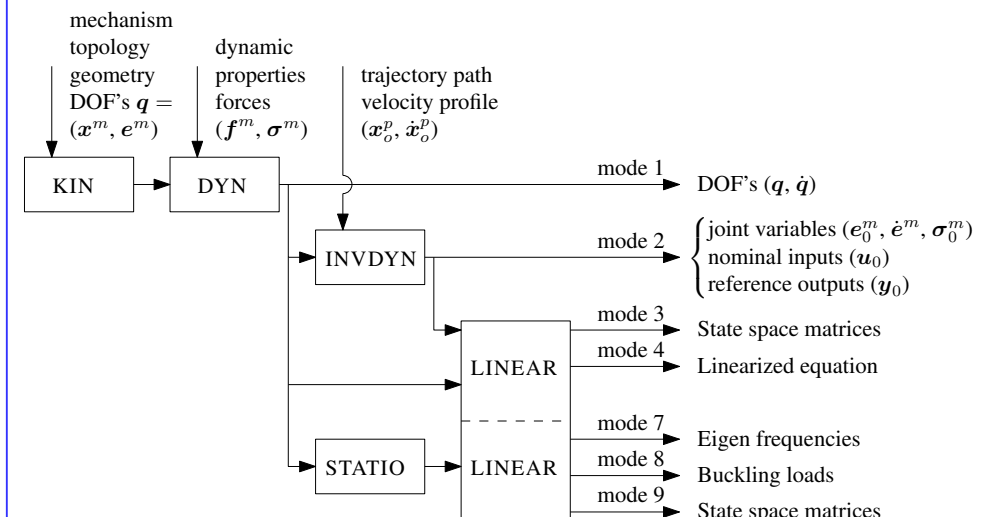 mechanism
topology
geometry
DOF's q =
(x^m, e^m)
dynamic
properties
forces
(f^m, σ^m)
trajectory path
velocity profile
(x_o^p, ẋ_o^p)
KIN
DYN
mode 1
DOF's (q, q̇)
INVDYN
mode 2
joint variables (e_0^m, ė^m, σ_0^m)
nominal inputs (u_0)
reference outputs (y_0)
mode 3
State space matrices
mode 4
Linearized equation
LINEAR
mode 7
Eigen frequencies
STATIO
LINEAR
mode 8
Buckling loads
mode 9
State space matrices